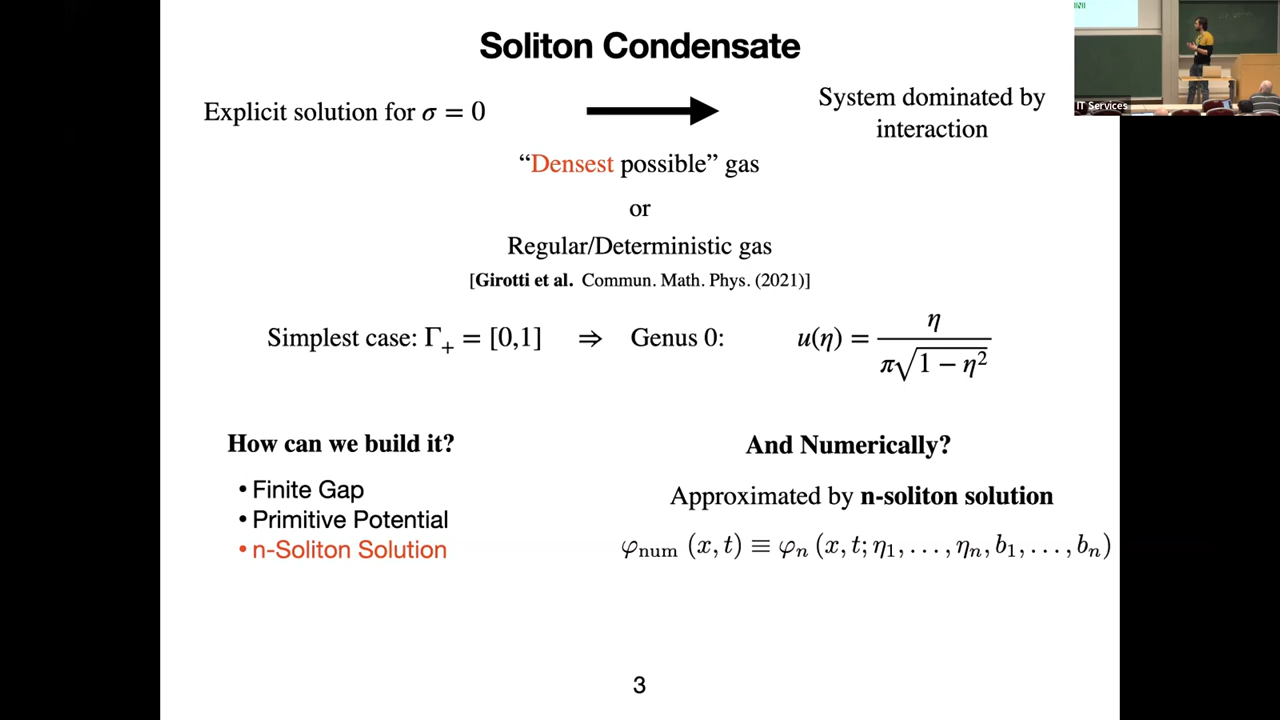 Soliton Condensate
Explicit solution for σ = 0
System dominated by
interaction
“Densest possible” gas
or
Regular/Deterministic gas
[Girotti et al. Commun. Math. Phys. (2021)]
Simplest case: Γ₊ = [0,1] ⇒ Genus 0: u(η) = η / (π√(1 − η²))
How can we build it?
• Finite Gap
• Primitive Potential
• n-Soliton Solution
And Numerically?
Approximated by n-soliton solution
φ_num (x, t) ≡ φ_n (x, t; η₁, . . . , η_n, b₁, . . . , b_n)
3
IT Services